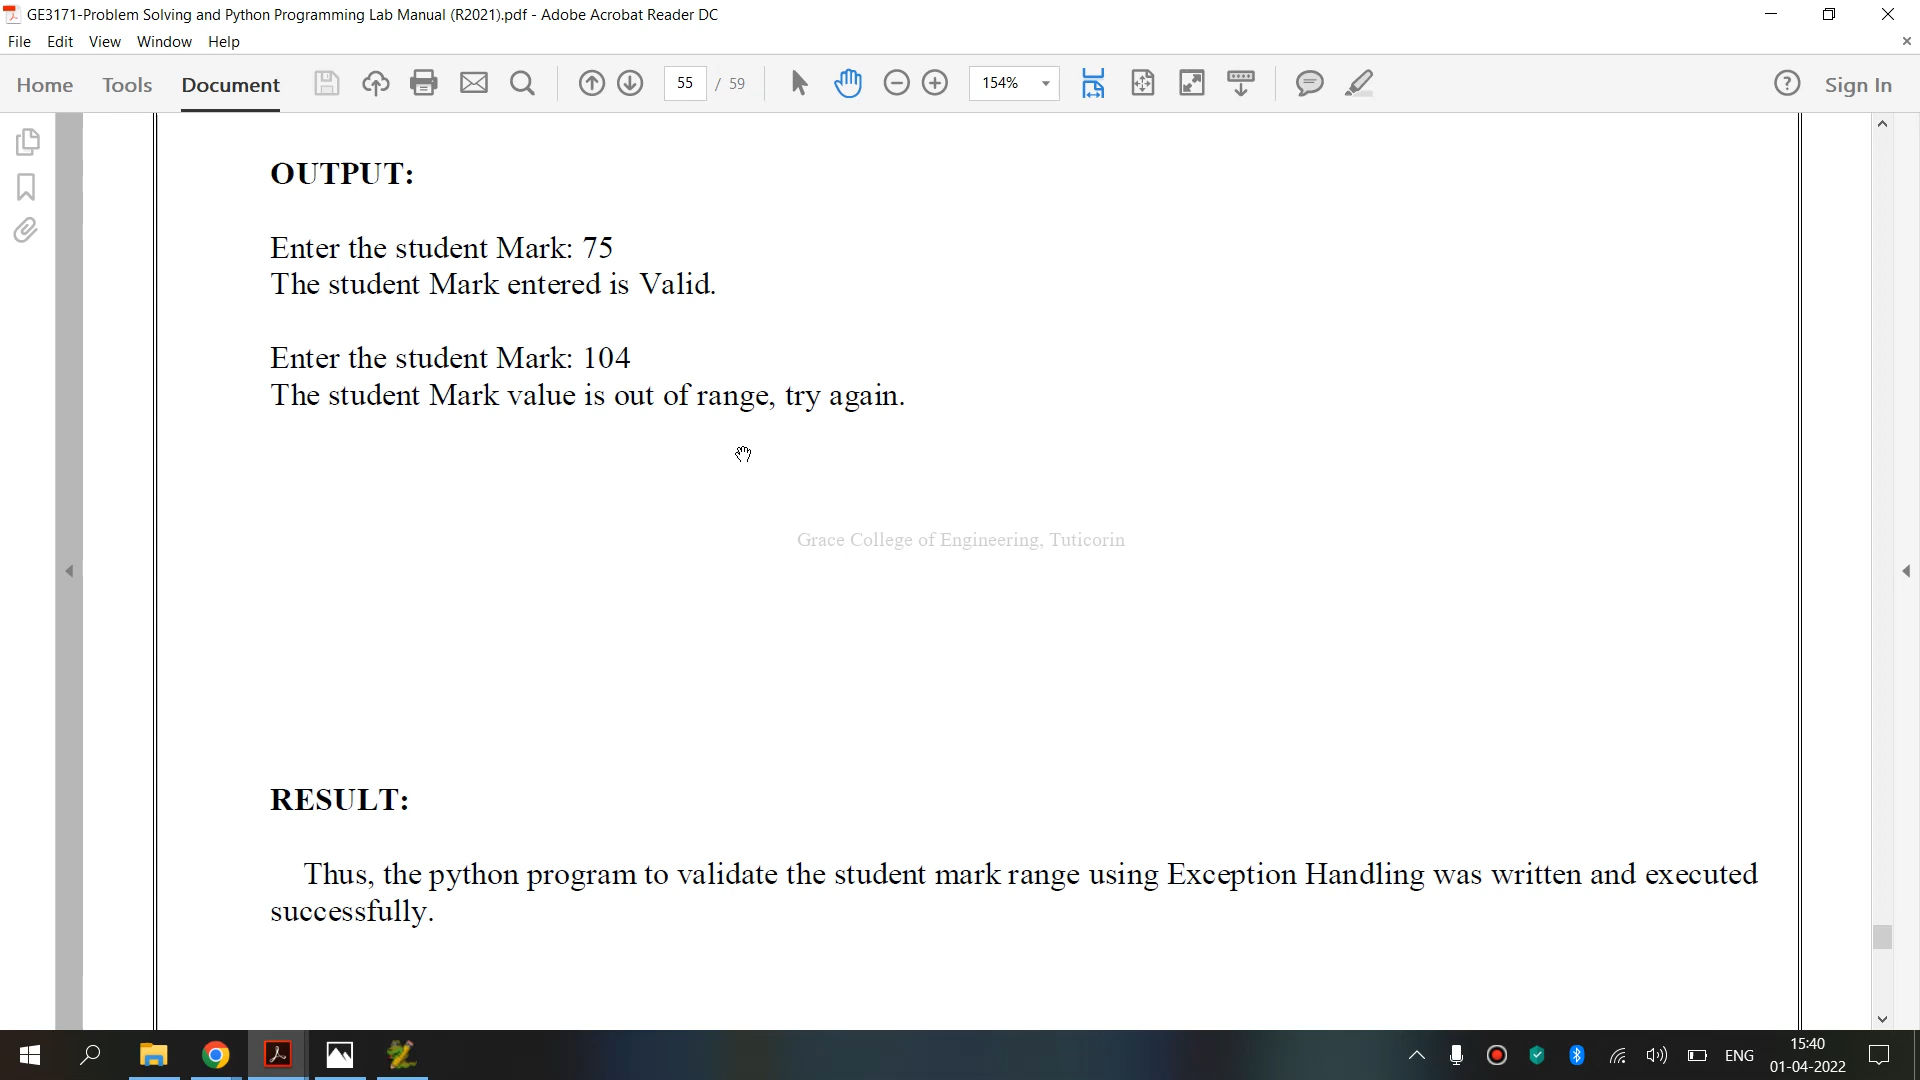 GE3171-Problem Solving and Python Programming Lab Manual (R2021).pdf - Adobe Acrobat Reader DC
File Edit View Window Help
Home Tools Document 55 / 59 154% Sign In
OUTPUT:
Enter the student Mark: 75
The student Mark entered is Valid.
Enter the student Mark: 104
The student Mark value is out of range, try again.
Grace College of Engineering, Tuticorin
RESULT:
Thus, the python program to validate the student mark range using Exception Handling was written and executed
successfully.
ENG 15:40
01-04-2022